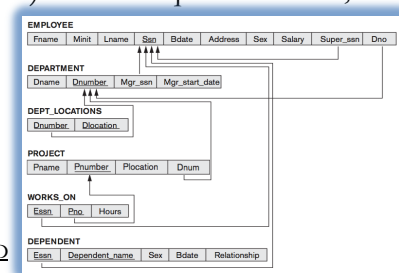 EMPLOYEE
Fname Minit Lname Ssn Bdate Address Sex Salary Super_ssn Dno
DEPARTMENT
Dname Dnumber Mgr_ssn Mgr_start_date
DEPT_LOCATIONS
Dnumber Dlocation
PROJECT
Pname Pnumber Plocation Dnum
WORKS_ON
Essn Pno Hours
DEPENDENT
Essn Dependent_name Sex Bdate Relationship